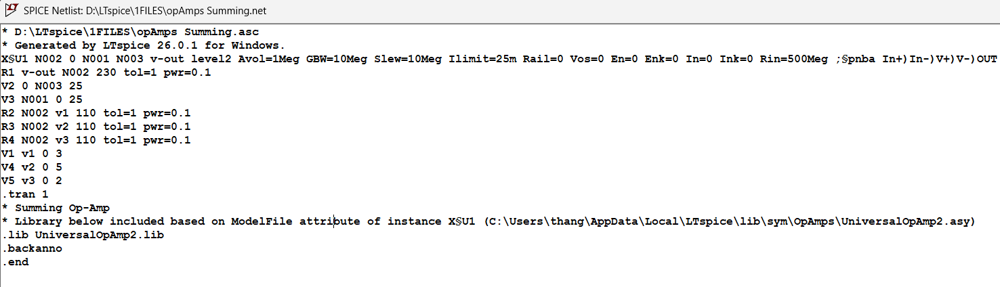 SPICE Netlist: D:\LTspice\1FILES\opAmps Summing.net
* D:\LTspice\1FILES\opAmps Summing.asc
* Generated by LTspice 26.0.1 for Windows.
X§U1 N002 0 N001 N003 v-out level2 Avol=1Meg GBW=10Meg Slew=10Meg Ilimit=25m Rail=0 Vos=0 En=0 Enk=0 In=0 Ink=0 Rin=500Meg ;§pnba In+)In-)V+)V-)OUT
R1 v-out N002 230 tol=1 pwr=0.1
V2 0 N003 25
V3 N001 0 25
R2 N002 v1 110 tol=1 pwr=0.1
R3 N002 v2 110 tol=1 pwr=0.1
R4 N002 v3 110 tol=1 pwr=0.1
V1 v1 0 3
V4 v2 0 5
V5 v3 0 2
.tran 1
* Summing Op-Amp
* Library below included based on ModelFile attribute of instance X§U1 (C:\Users\thang\AppData\Local\LTspice\lib\sym\OpAmps\UniversalOpAmp2.asy)
.lib UniversalOpAmp2.lib
.backanno
.end